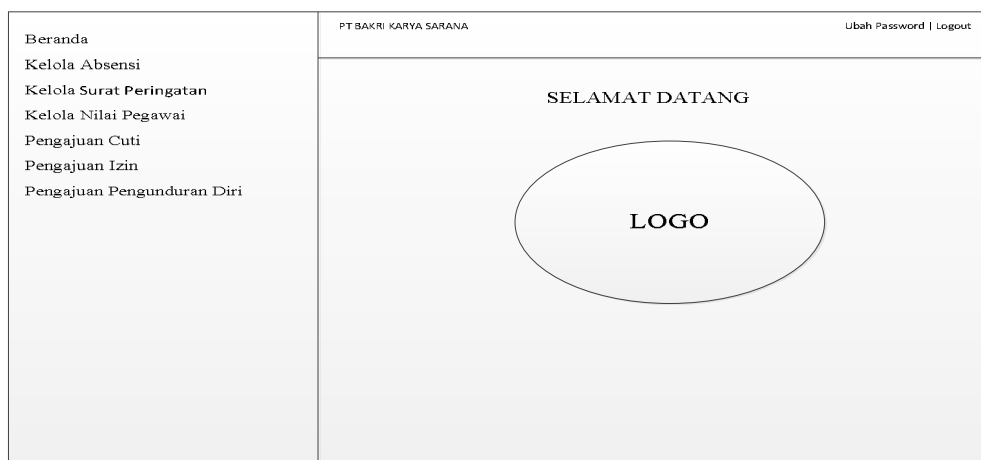 Beranda
Kelola Absensi
Kelola Surat Peringatan
Kelola Nilai Pegawai
Pengajuan Cuti
Pengajuan Izin
Pengajuan Pengunduran Diri
PT BAKRI KARYA SARANA
Ubah Password | Logout
SELAMAT DATANG
LOGO